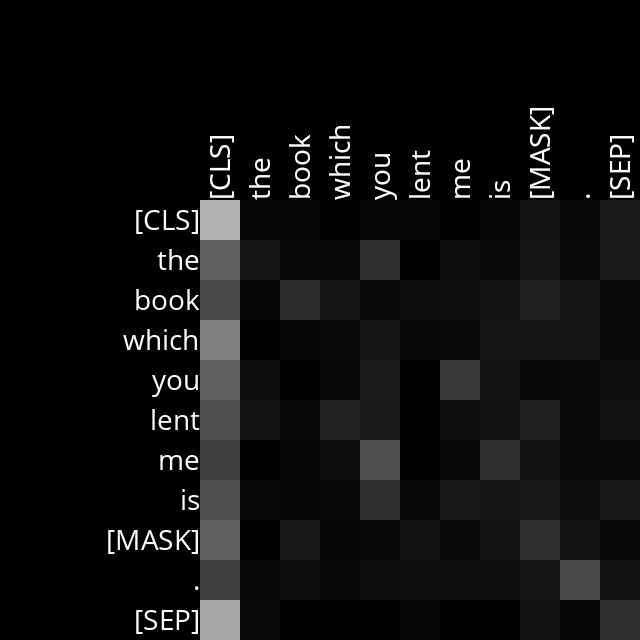 [CLS] the book which you lent me is [MASK] . [SEP]
[CLS]
the
book
which
you
lent
me
is
[MASK]
.
[SEP]